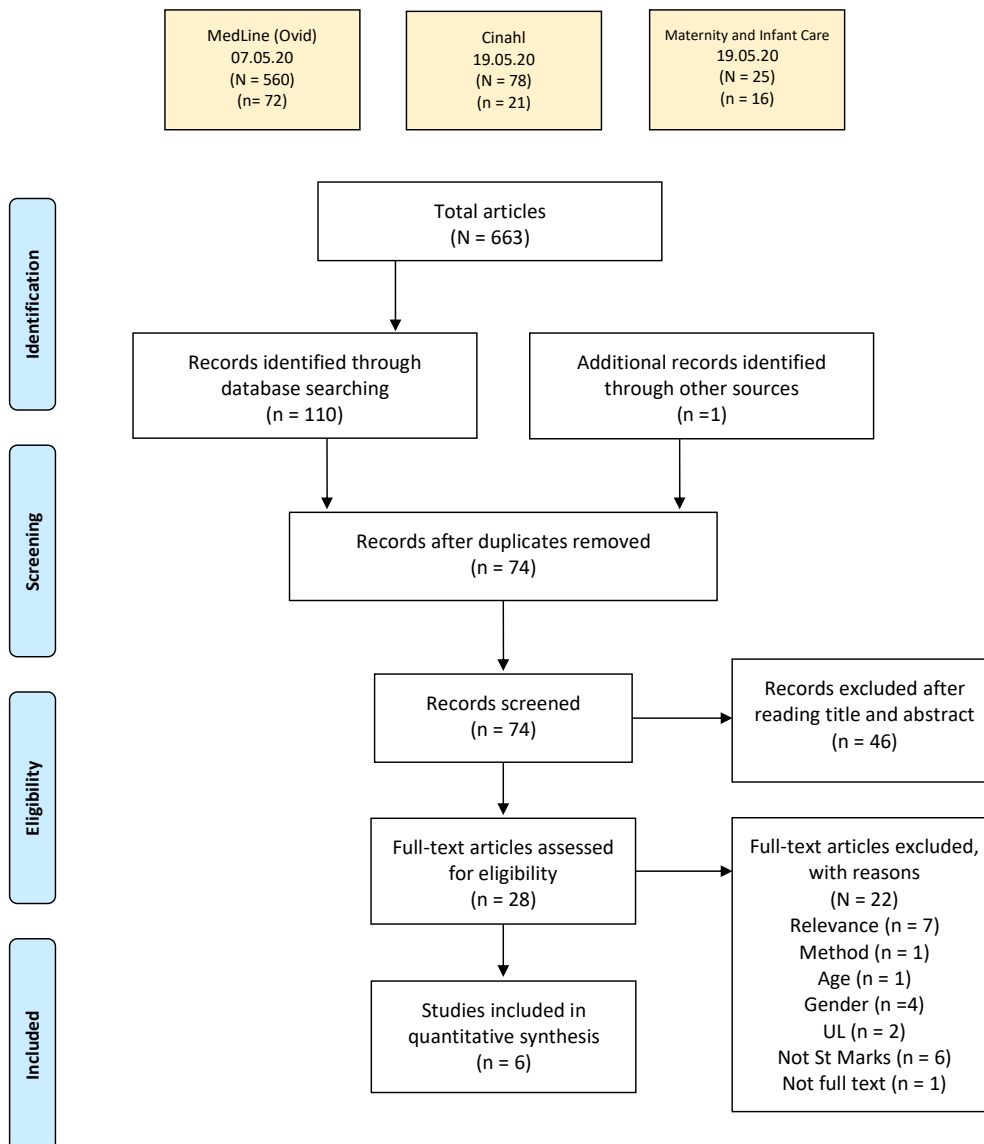 MedLine (Ovid)
07.05.20
(N = 560)
(n= 72)
Cinahl
19.05.20
(N = 78)
(n = 21)
Maternity and Infant Care
19.05.20
(N = 25)
(n = 16)
Identification
Total articles
(N = 663)
Records identified through
database searching
(n = 110)
Additional records identified
through other sources
(n =1)
Screening
Records after duplicates removed
(n = 74)
Records screened
(n = 74)
Records excluded after
reading title and abstract
(n = 46)
Eligibility
Full-text articles assessed
for eligibility
(n = 28)
Full-text articles excluded,
with reasons
(N = 22)
Relevance (n = 7)
Method (n = 1)
Age (n = 1)
Gender (n =4)
UL (n = 2)
Not St Marks (n = 6)
Not full text (n = 1)
Included
Studies included in
quantitative synthesis
(n = 6)